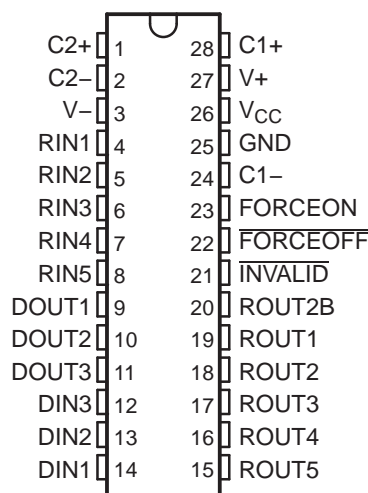 C2+ 1 28 C1+
C2− 2 27 V+
V− 3 26 VCC
RIN1 4 25 GND
RIN2 5 24 C1−
RIN3 6 23 FORCEON
RIN4 7 22 FORCEOFF
RIN5 8 21 INVALID
DOUT1 9 20 ROUT2B
DOUT2 10 19 ROUT1
DOUT3 11 18 ROUT2
DIN3 12 17 ROUT3
DIN2 13 16 ROUT4
DIN1 14 15 ROUT5